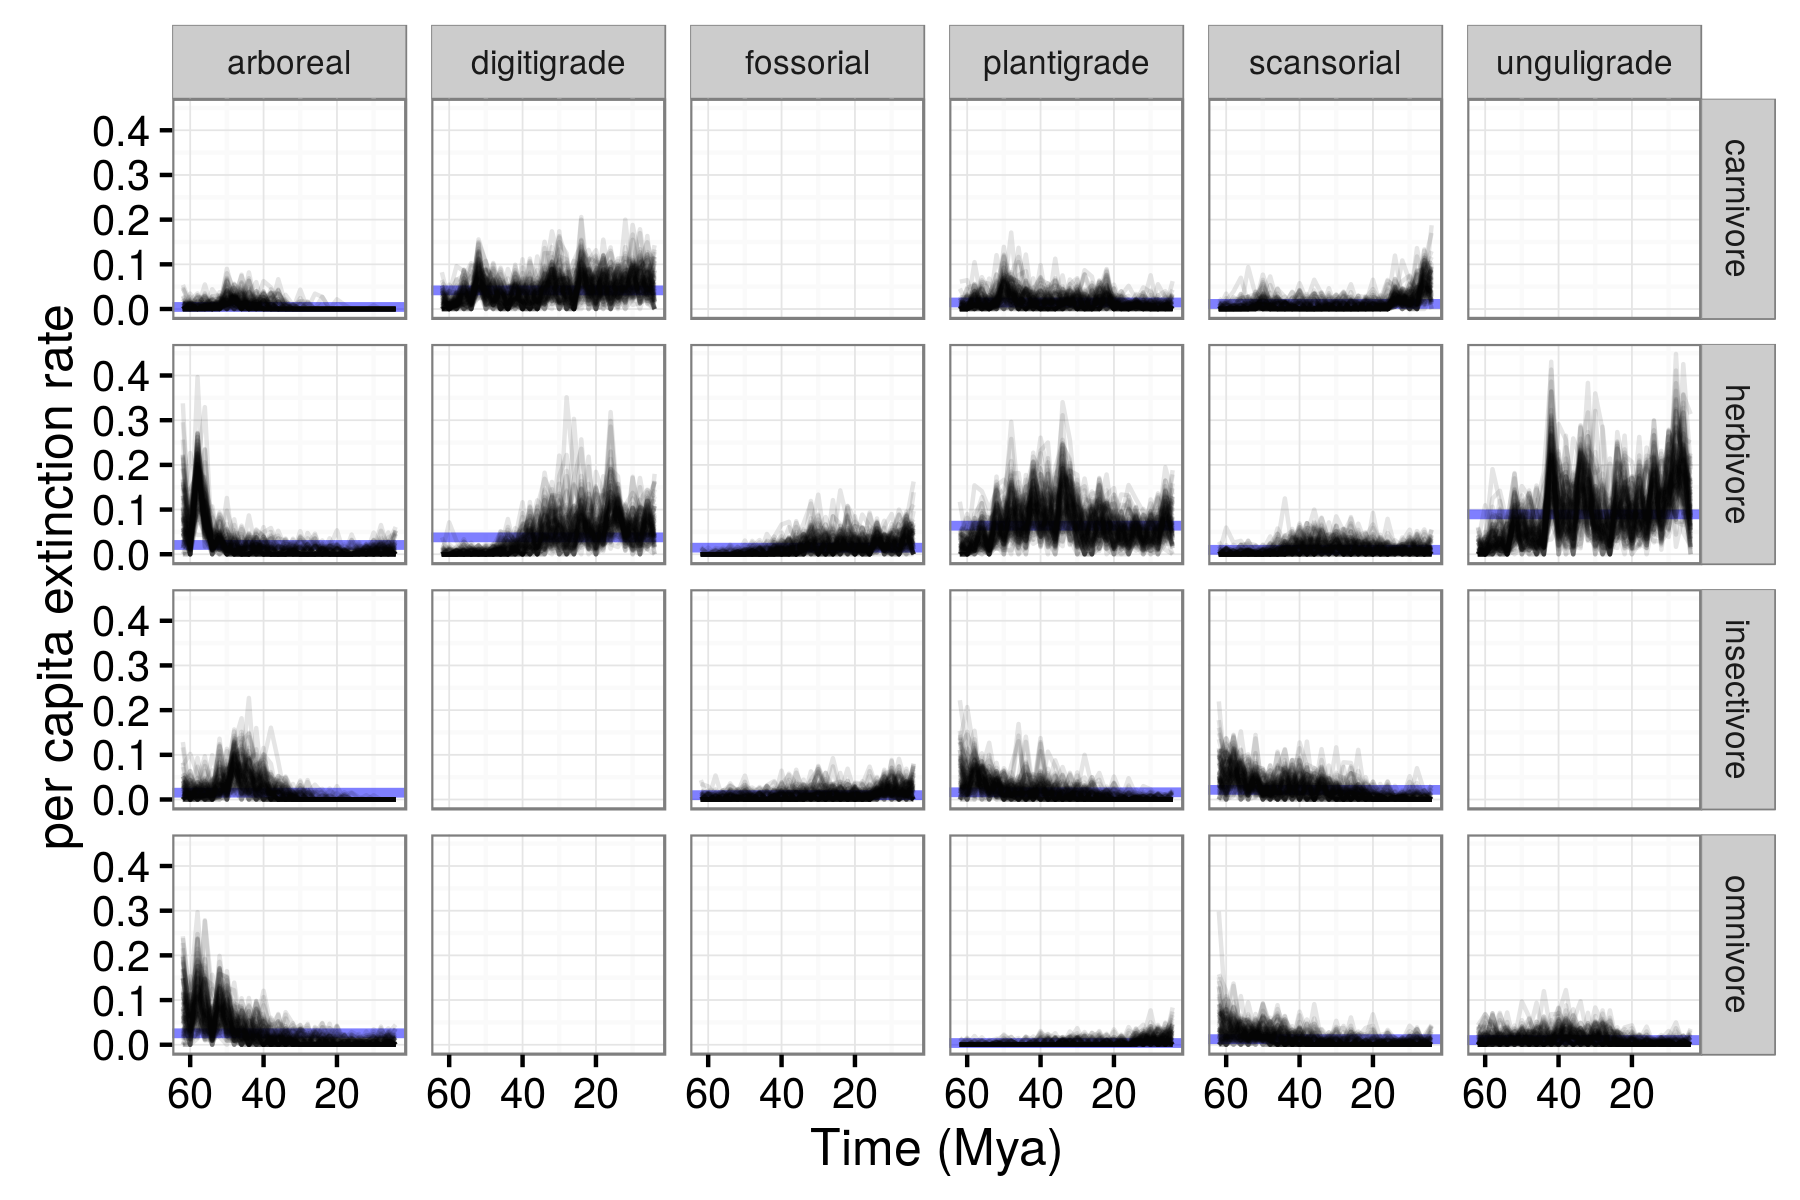 arboreal digitigrade fossorial plantigrade scansorial unguligrade
per capita extinction rate
0.4
0.3
0.2
0.1
0.0
carnivore
0.4
0.3
0.2
0.1
0.0
herbivore
0.4
0.3
0.2
0.1
0.0
insectivore
0.4
0.3
0.2
0.1
0.0
omnivore
60 40 20 60 40 20 60 40 20 60 40 20 60 40 20 60 40 20
Time (Mya)